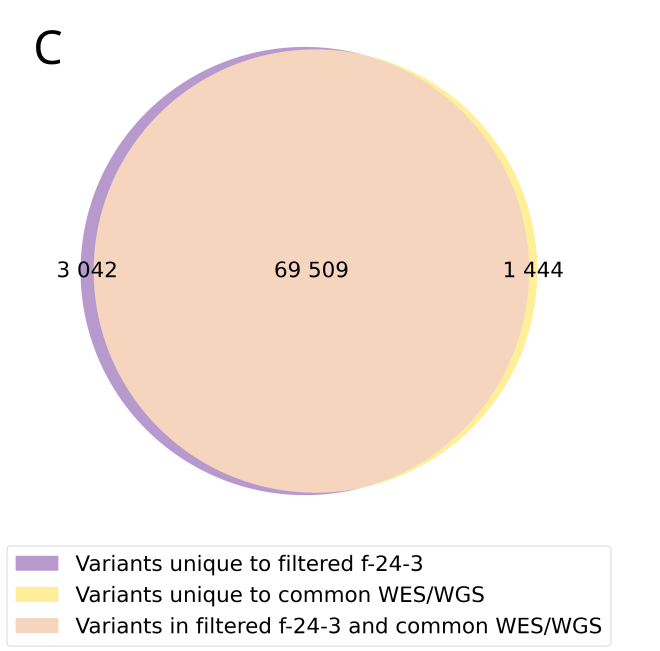 C
3 042 69 509 1 444
Variants unique to filtered f-24-3
Variants unique to common WES/WGS
Variants in filtered f-24-3 and common WES/WGS